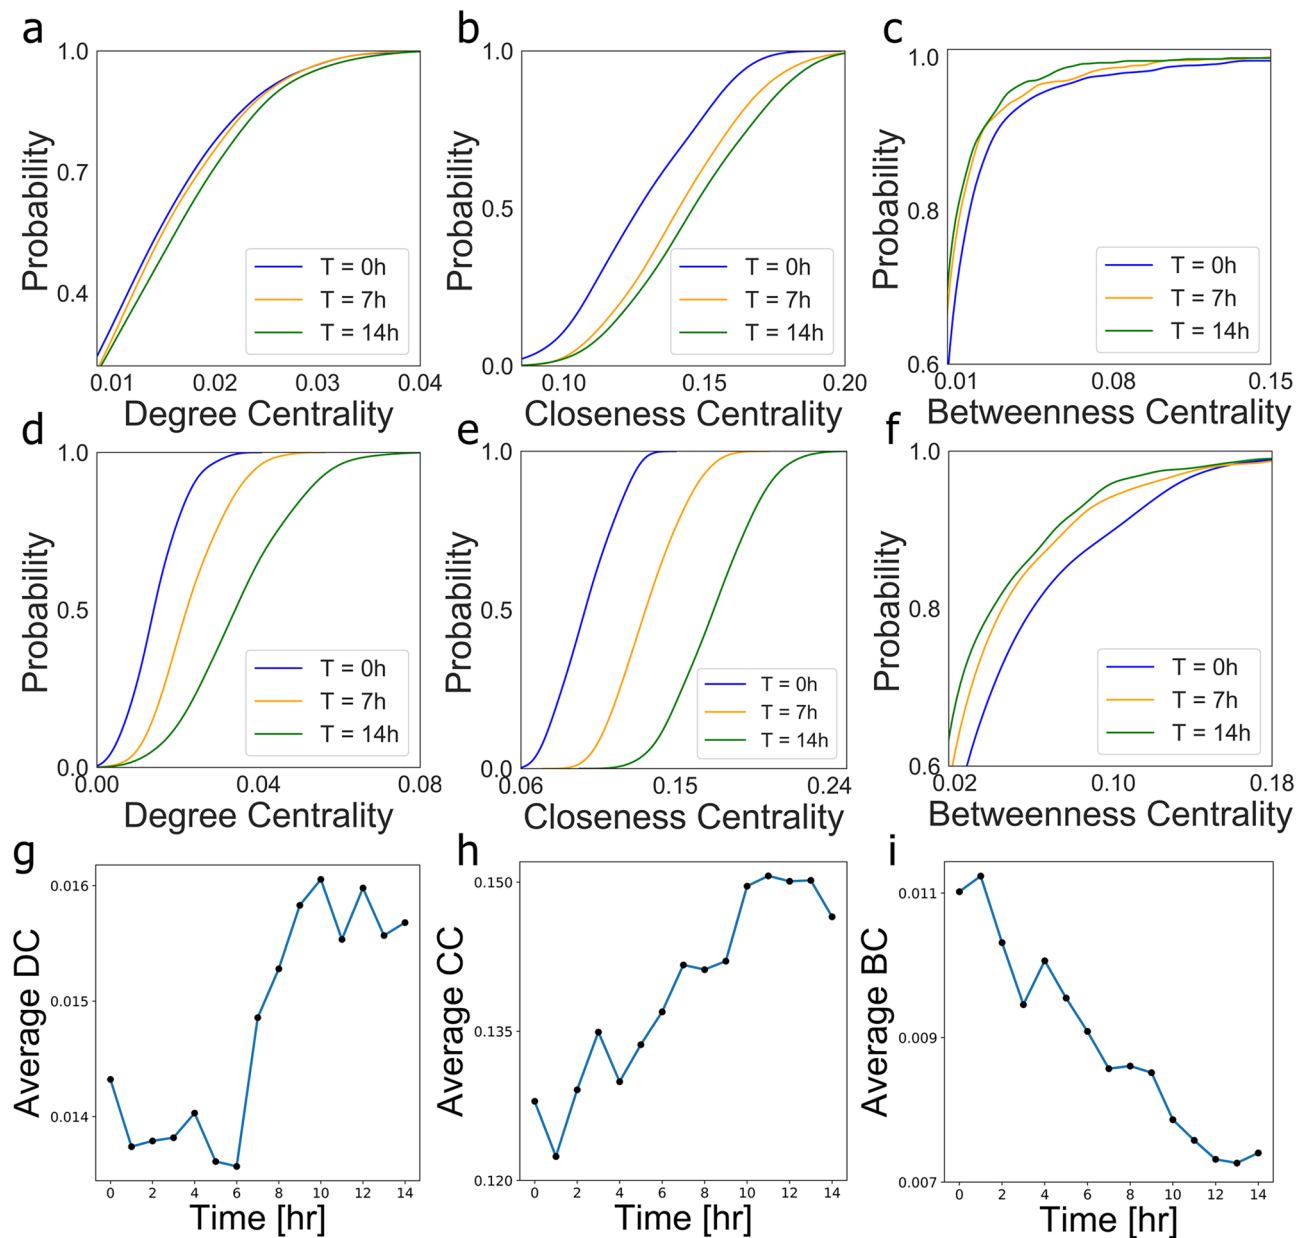 a
1.0
0.7
0.4
Probability
T = 0h
T = 7h
T = 14h
0.01 0.02 0.03 0.04
Degree Centrality
b
1.0
0.5
0.0
Probability
T = 0h
T = 7h
T = 14h
0.10 0.15 0.20
Closeness Centrality
c
1.0
0.8
0.6
Probability
T = 0h
T = 7h
T = 14h
0.01 0.08 0.15
Betweenness Centrality
d
1.0
0.5
0.0
Probability
T = 0h
T = 7h
T = 14h
0.00 0.04 0.08
Degree Centrality
e
1.0
0.5
0.0
Probability
T = 0h
T = 7h
T = 14h
0.06 0.15 0.24
Closeness Centrality
f
1.0
0.8
0.6
Probability
T = 0h
T = 7h
T = 14h
0.02 0.10 0.18
Betweenness Centrality
g
0.016
0.015
0.014
Average DC
0 2 4 6 8 10 12 14
Time [hr]
h
0.150
0.135
0.120
Average CC
0 2 4 6 8 10 12 14
Time [hr]
i
0.011
0.009
0.007
Average BC
0 2 4 6 8 10 12 14
Time [hr]